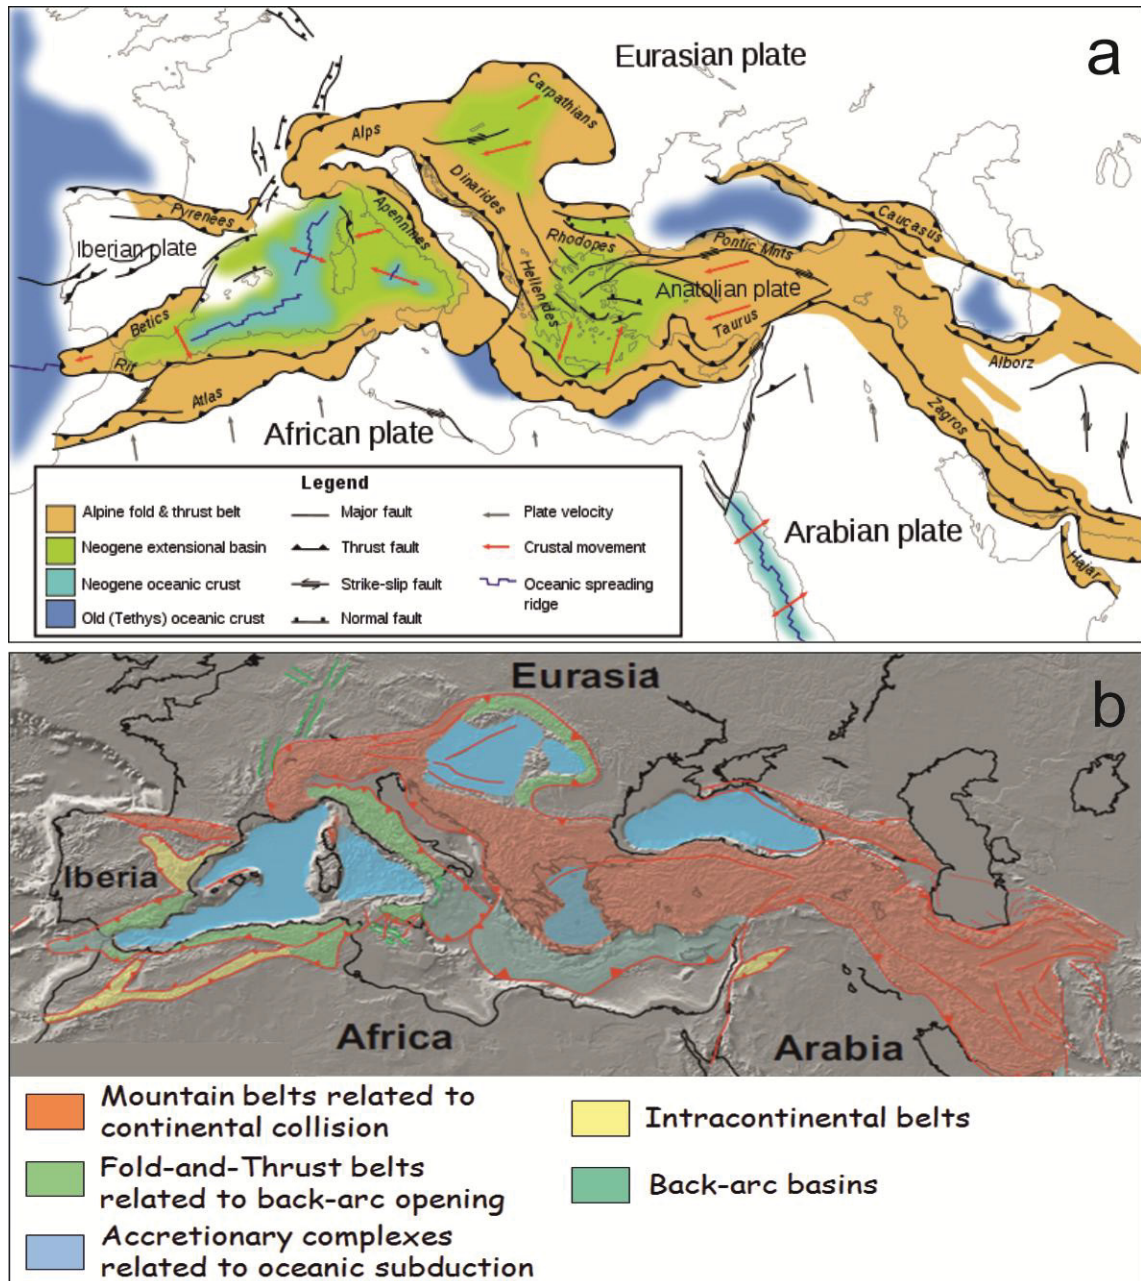 a
Eurasian plate
Carpathians
Alps
Dinarides
Pyrenees
Apennines
Caucasus
Iberian plate
Rhodopes
Pontic Mnts
Hellenides
Anatolian plate
Betics
Taurus
Rif
Alborz
Atlas
Zagros
African plate
Arabian plate
Hajar
Legend
Alpine fold & thrust belt
Major fault
Plate velocity
Neogene extensional basin
Thrust fault
Crustal movement
Neogene oceanic crust
Strike-slip fault
Oceanic spreading
ridge
Old (Tethys) oceanic crust
Normal fault
b
Eurasia
Iberia
Africa
Arabia
Mountain belts related to
continental collision
Intracontinental belts
Fold-and-Thrust belts
related to back-arc opening
Back-arc basins
Accretionary complexes
related to oceanic subduction